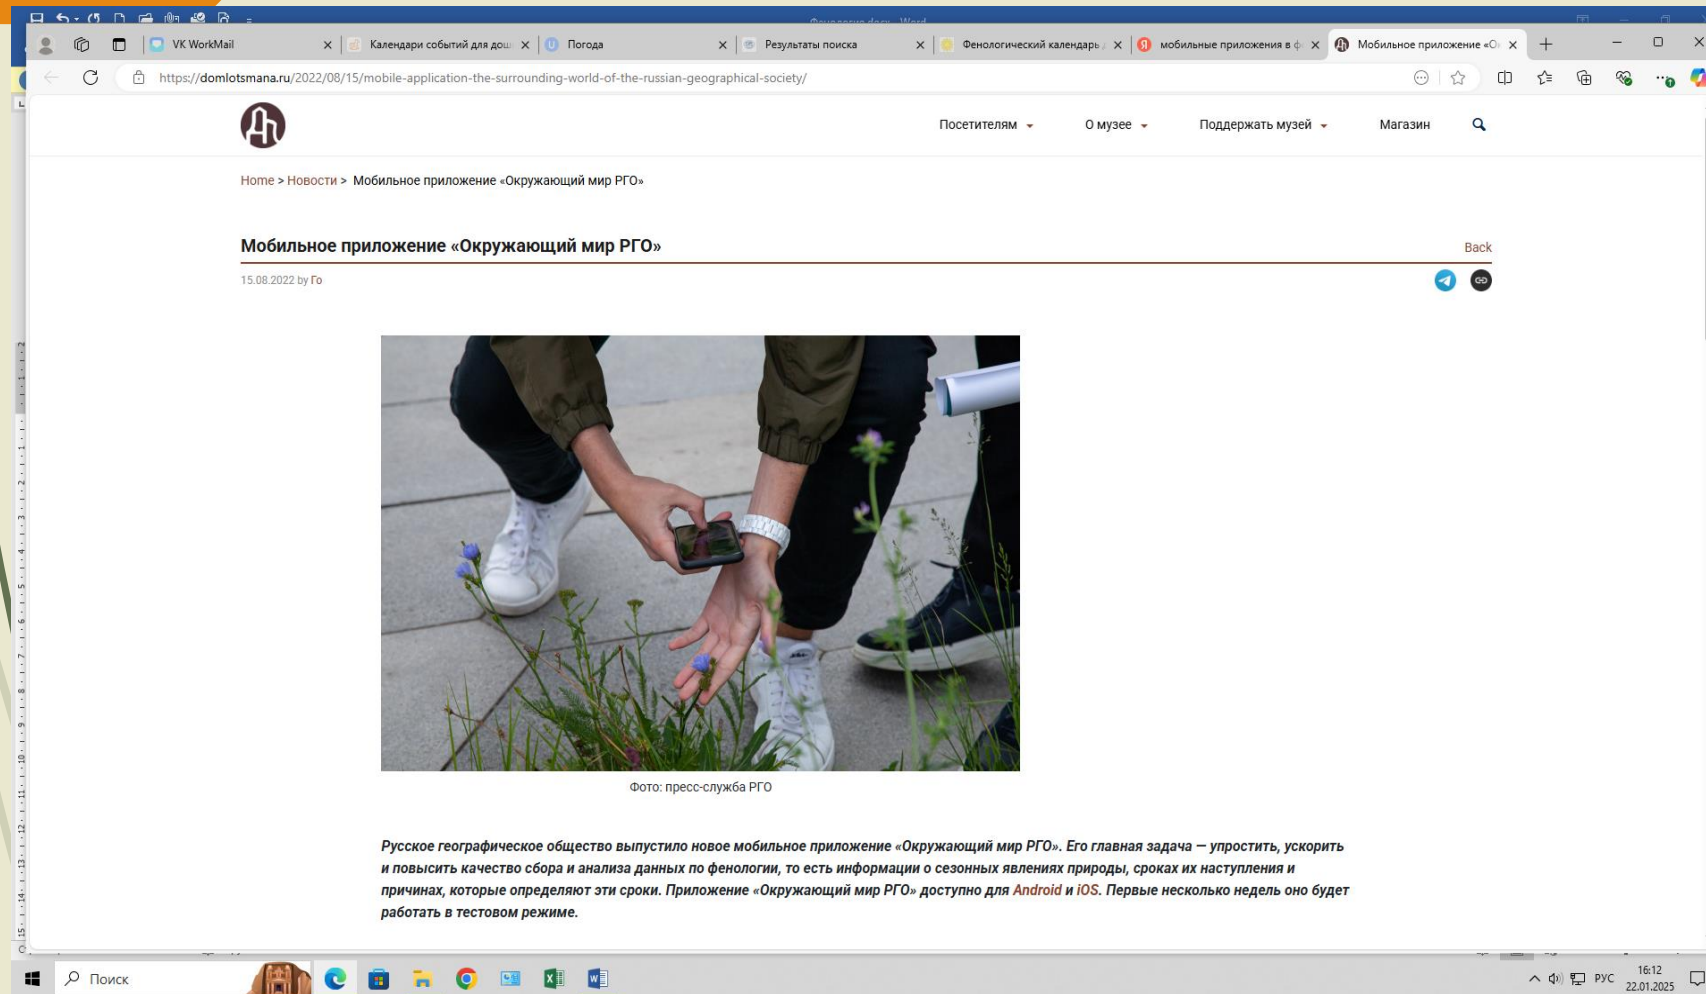 Фенология.docx - Word
VK WorkMail
Календари событий для дош
Погода
Результаты поиска
Фенологический календарь д
мобильные приложения в ф
Мобильное приложение «О
https://domlotsmana.ru/2022/08/15/mobile-application-the-surrounding-world-of-the-russian-geographical-society/
Посетителям
О музее
Поддержать музей
Магазин
Home > Новости > Мобильное приложение «Окружающий мир РГО»
Мобильное приложение «Окружающий мир РГО»
Back
15.08.2022 by Го
Фото: пресс-служба РГО
Русское географическое общество выпустило новое мобильное приложение «Окружающий мир РГО». Его главная задача — упростить, ускорить
и повысить качество сбора и анализа данных по фенологии, то есть информации о сезонных явлениях природы, сроках их наступления и
причинах, которые определяют эти сроки. Приложение «Окружающий мир РГО» доступно для Android и iOS. Первые несколько недель оно будет
работать в тестовом режиме.
Поиск
РУС
16:12
22.01.2025